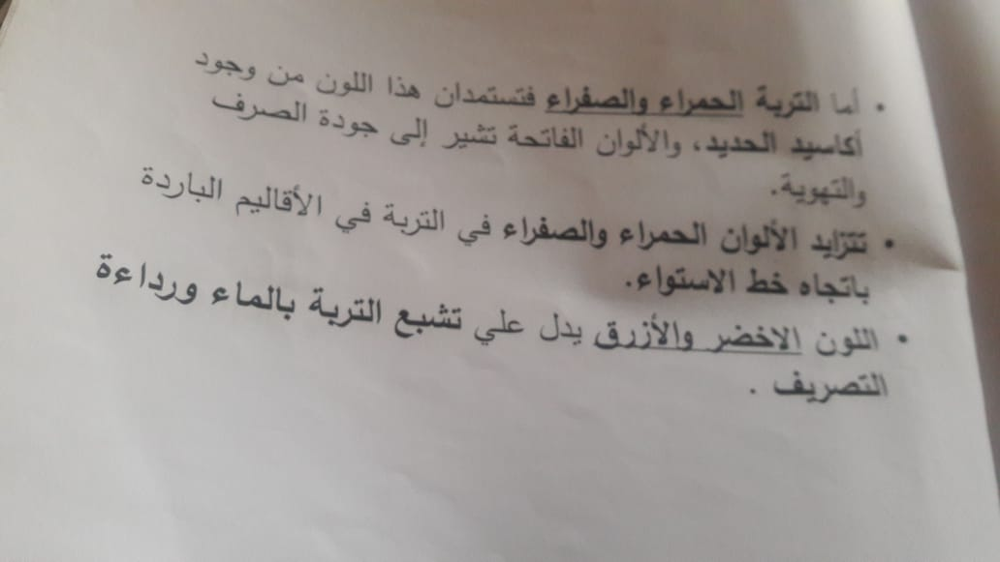 • أما التربة الحمراء والصفراء فتستمدان هذا اللون من وجود
أكاسيد الحديد، والألوان الفاتحة تشير إلى جودة الصرف
والتهوية.
• تتزايد الألوان الحمراء والصفراء في التربة في الأقاليم الباردة
باتجاه خط الاستواء.
• اللون الاخضر والأزرق يدل علي تشبع التربة بالماء ورداءة
التصريف .